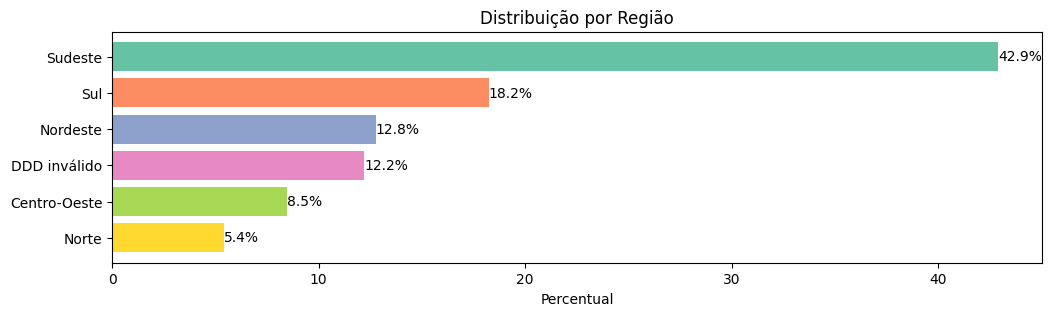 Distribuição por Região
Sudeste 42.9%
Sul 18.2%
Nordeste 12.8%
DDD inválido 12.2%
Centro-Oeste 8.5%
Norte 5.4%
0 10 20 30 40
Percentual